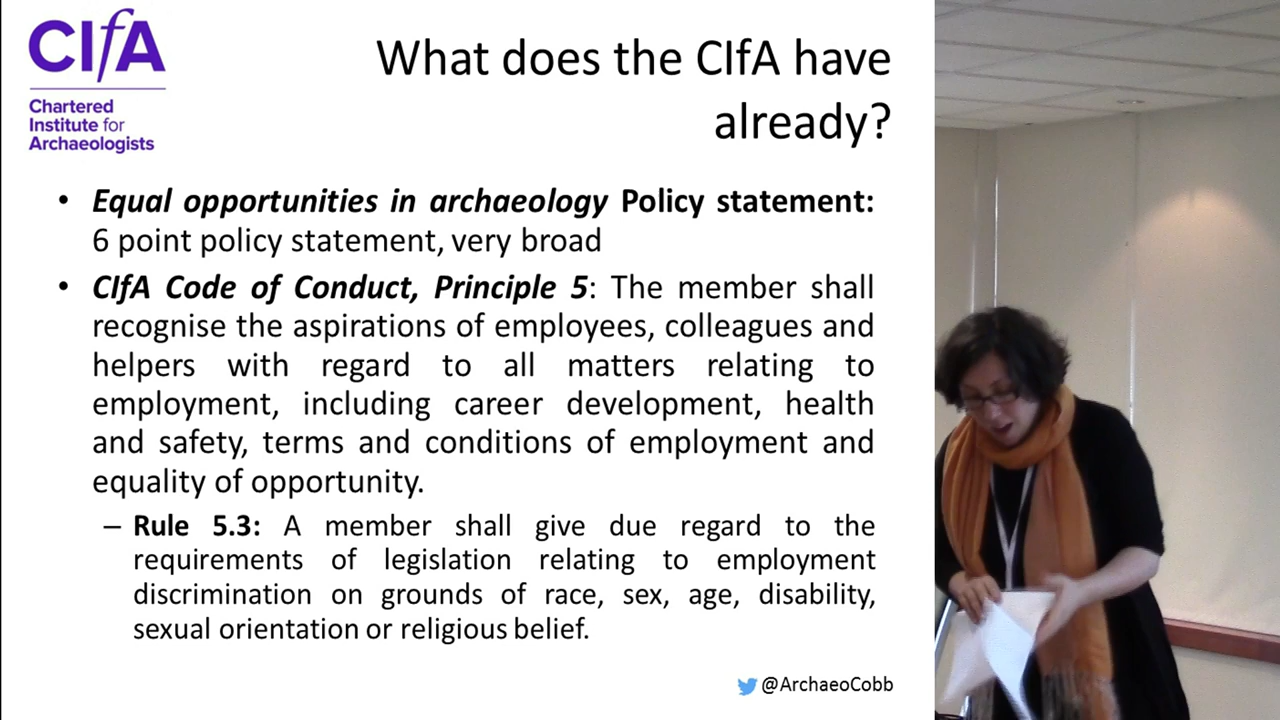 CIfA
Chartered
Institute for
Archaeologists
What does the CIfA have
already?
• Equal opportunities in archaeology Policy statement:
6 point policy statement, very broad
• CIfA Code of Conduct, Principle 5: The member shall
recognise the aspirations of employees, colleagues and
helpers with regard to all matters relating to
employment, including career development, health
and safety, terms and conditions of employment and
equality of opportunity.
– Rule 5.3: A member shall give due regard to the
requirements of legislation relating to employment
discrimination on grounds of race, sex, age, disability,
sexual orientation or religious belief.
@ArchaeoCobb